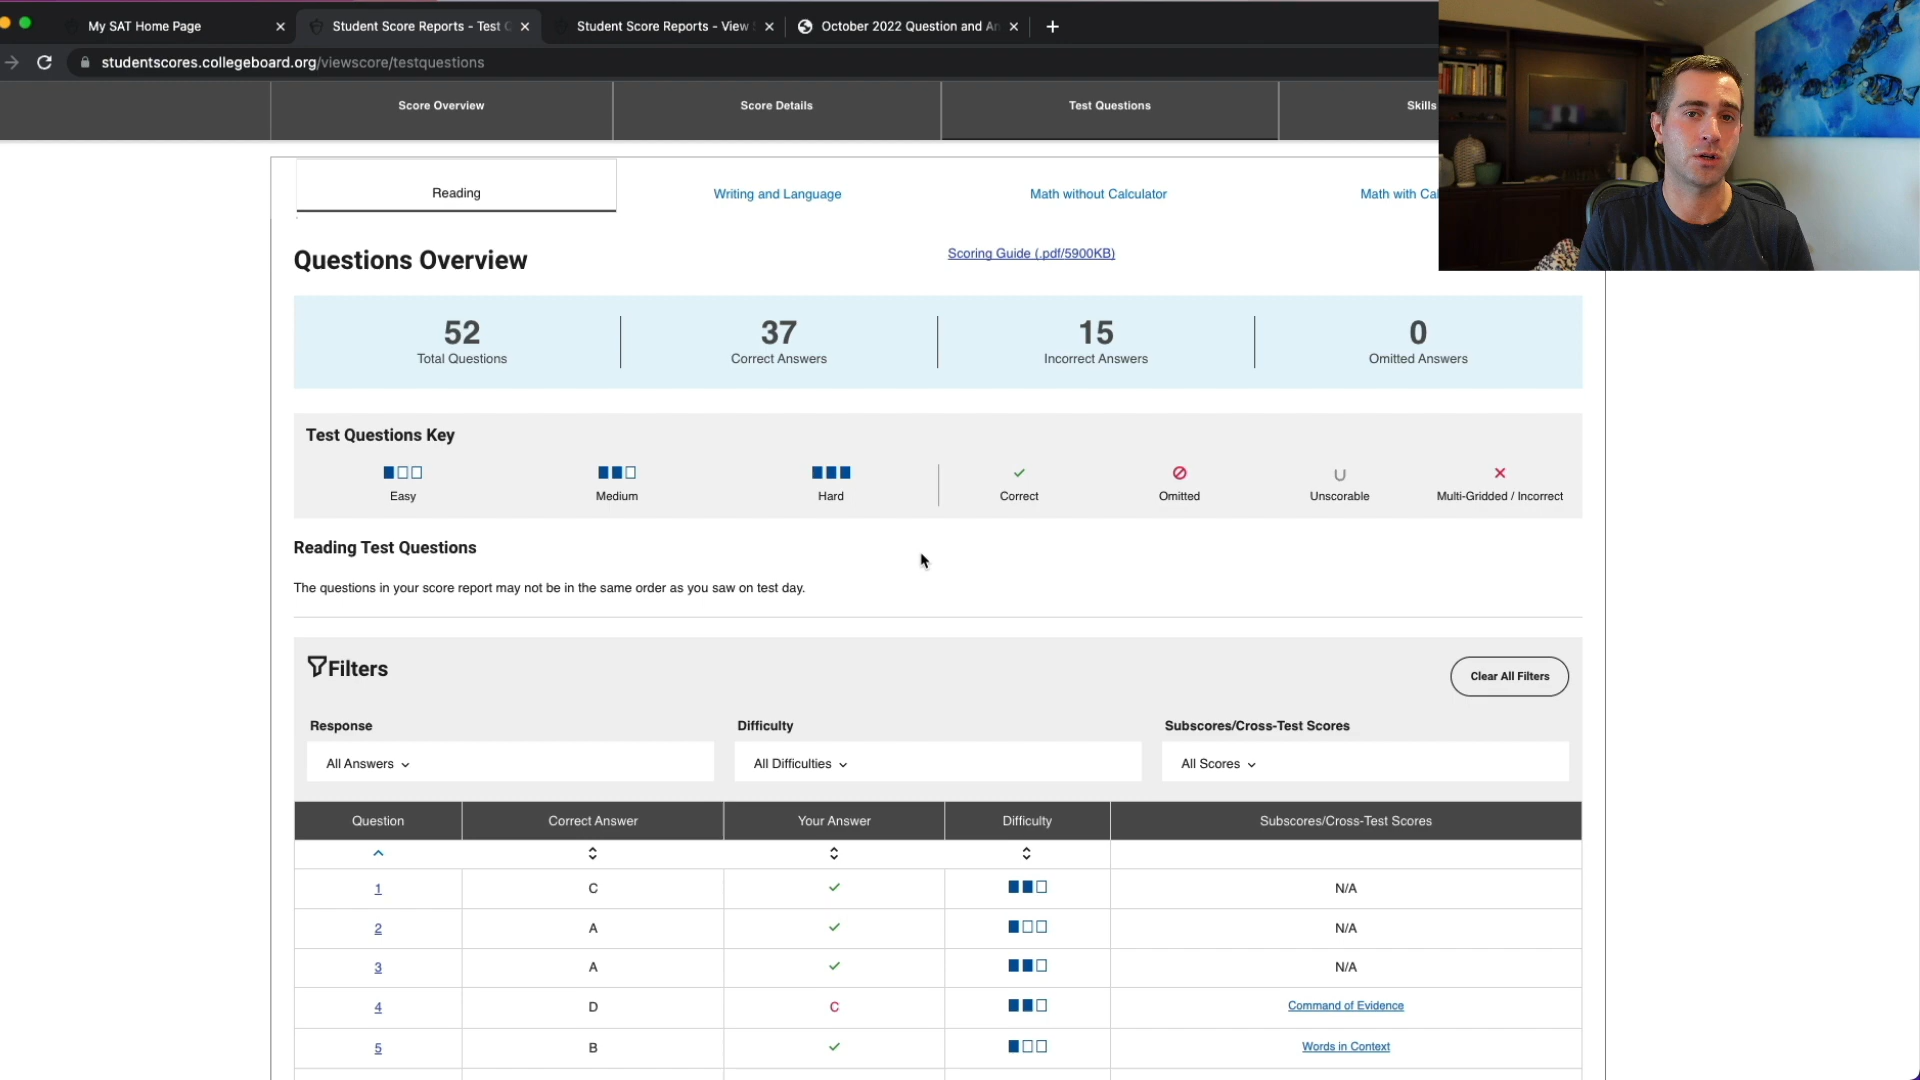 My SAT Home Page
Student Score Reports - Test Q
Student Score Reports - View
October 2022 Question and An
studentscores.collegeboard.org/viewscore/testquestions
Score Overview
Score Details
Test Questions
Skills
Reading
Writing and Language
Math without Calculator
Math with Cal
Questions Overview
Scoring Guide (.pdf/5900KB)
52
37
15
0
Total Questions
Correct Answers
Incorrect Answers
Omitted Answers
Test Questions Key
Easy
Medium
Hard
Correct
Omitted
U
Unscorable
Multi-Gridded / Incorrect
Reading Test Questions
The questions in your score report may not be in the same order as you saw on test day.
Filters
Clear All Filters
Response
Difficulty
Subscores/Cross-Test Scores
All Answers
All Difficulties
All Scores
Question Correct Answer Your Answer Difficulty Subscores/Cross-Test Scores
1 C N/A
2 A N/A
3 A N/A
4 D C Command of Evidence
5 B Words in Context